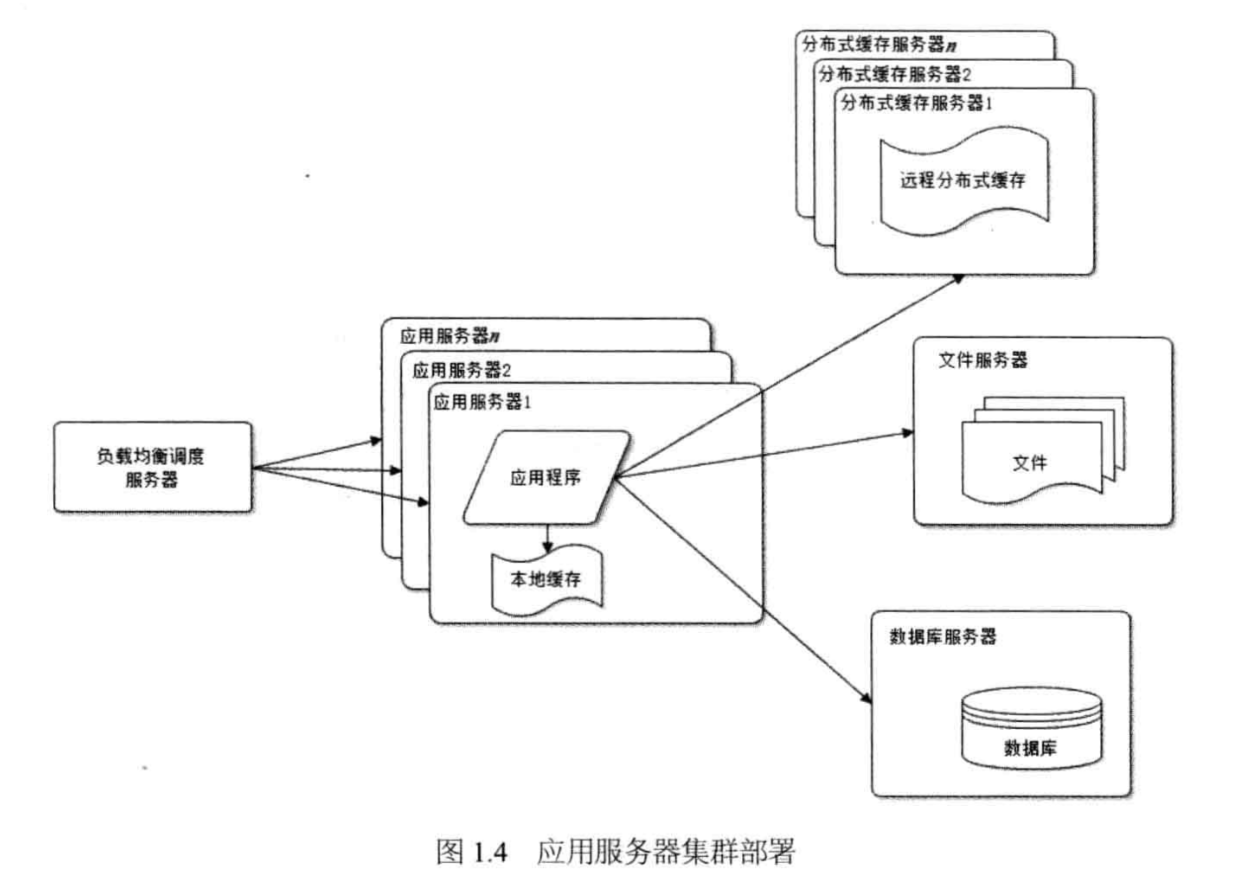 分布式缓存服务器n
分布式缓存服务器2
分布式缓存服务器1
远程分布式缓存
应用服务器n
应用服务器2
应用服务器1
文件服务器
负载均衡调度
服务器
应用程序
文件
本地缓存
数据库服务器
数据库
图 1.4 应用服务器集群部署